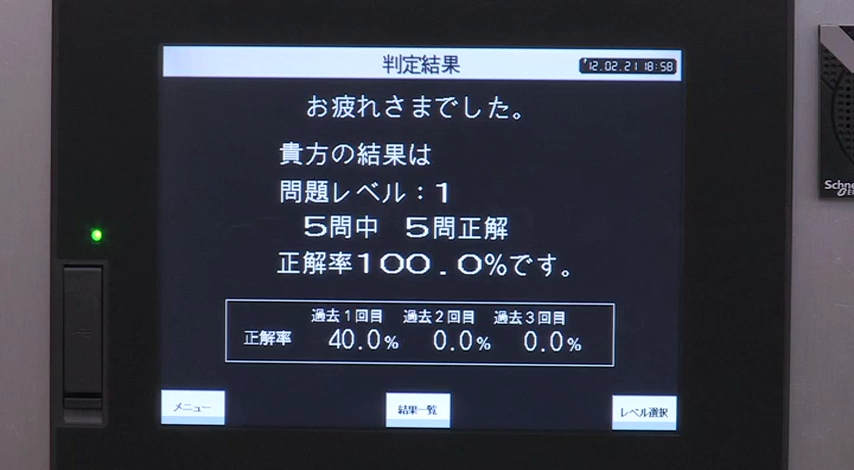 判定結果
'12.02.21 18:58
お疲れさまでした。
貴方の結果は
問題レベル：1
5問中 5問正解
正解率100.0%です。
過去1回目 過去2回目 過去3回目
正解率 40.0% 0.0% 0.0%
メニュー 結果一覧 レベル選択